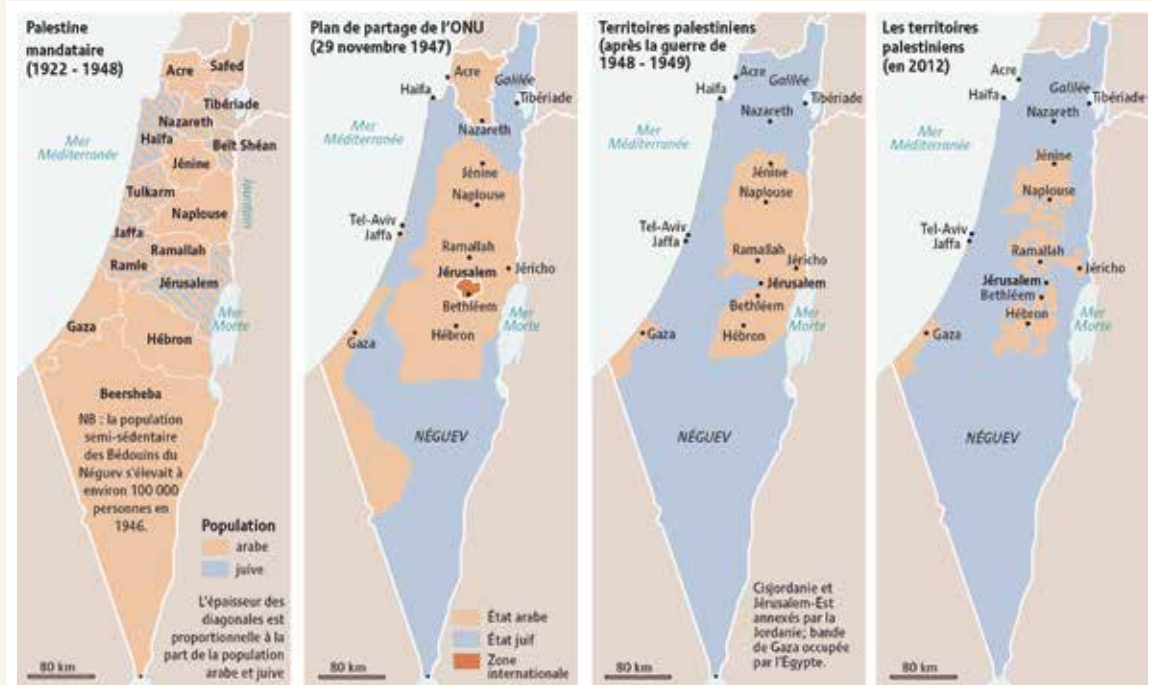 Palestine
mandataire
(1922 - 1948)
Acre
Safed
Tibériade
Nazareth
Haïfa
Beït Shéan
Mer
Méditerranée
Jénine
Jourdain
Tulkarm
Naplouse
Jaffa
Ramallah
Ramle
Jérusalem
Mer
Morte
Gaza
Hébron
Beersheba
NB : la population
semi-sédentaire
des Bédouins du
Néguev s'élevait à
environ 100 000
personnes en
1946.
Population
arabe
juive
L'épaisseur des
diagonales est
proportionnelle à la
part de la population
arabe et juive
80 km
Plan de partage de l'ONU
(29 novembre 1947)
Acre
Haïfa
Galilée
Tibériade
Nazareth
Mer
Méditerranée
Jénine
Naplouse
Tel-Aviv
Jaffa
Ramallah
Jérusalem
Jéricho
Bethléem
Mer
Morte
Hébron
Gaza
NÉGUEV
État arabe
État juif
Zone
internationale
80 km
Territoires palestiniens
(après la guerre de
1948 - 1949)
Acre
Galilée
Haïfa
Tibériade
Nazareth
Mer
Méditerranée
Jénine
Naplouse
Tel-Aviv
Jaffa
Ramallah
Jéricho
Jérusalem
Bethléem
Mer
Morte
Gaza
Hébron
NÉGUEV
Cisjordanie et
Jérusalem-Est
annexés par la
Jordanie; bande
de Gaza occupée
par l'Égypte.
80 km
Les territoires
palestiniens
(en 2012)
Acre
Galilée
Haïfa
Tibériade
Nazareth
Mer
Méditerranée
Jénine
Naplouse
Tel-Aviv
Jaffa
Ramallah
Jéricho
Jérusalem
Bethléem
Hébron
Mer
Morte
Gaza
NÉGUEV
80 km